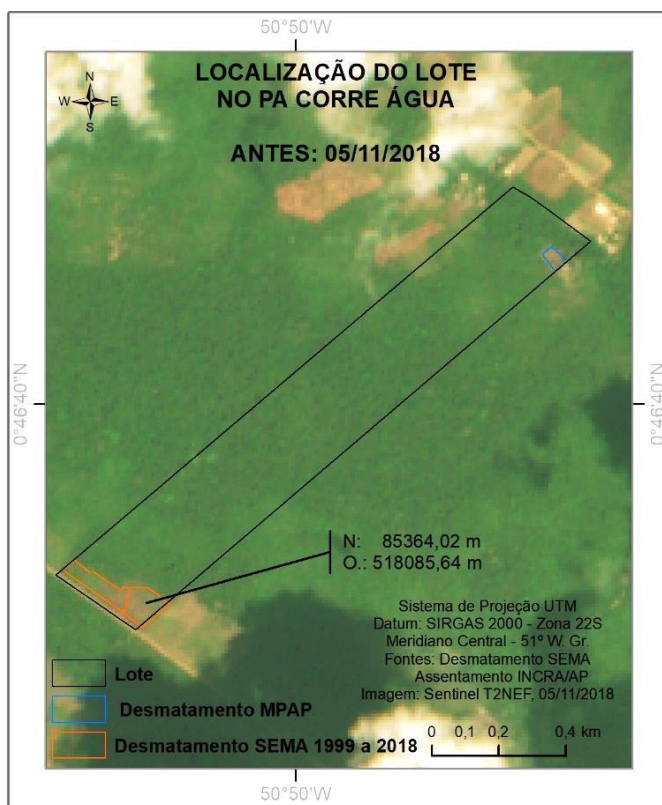 50°50'W
LOCALIZAÇÃO DO LOTE
NO PA CORRE ÁGUA
N
W E
S
ANTES: 05/11/2018
0°46'40"N
0°46'40"N
N: 85364,02 m
O.: 518085,64 m
Sistema de Projeção UTM
Datum: SIRGAS 2000 - Zona 22S
Meridiano Central - 51º W. Gr.
Fontes: Desmatamento SEMA
Assentamento INCRA/AP
Imagem: Sentinel T2NEF, 05/11/2018
Lote
Desmatamento MPAP
Desmatamento SEMA 1999 a 2018
0 0,2 0,4 km
50°50'W